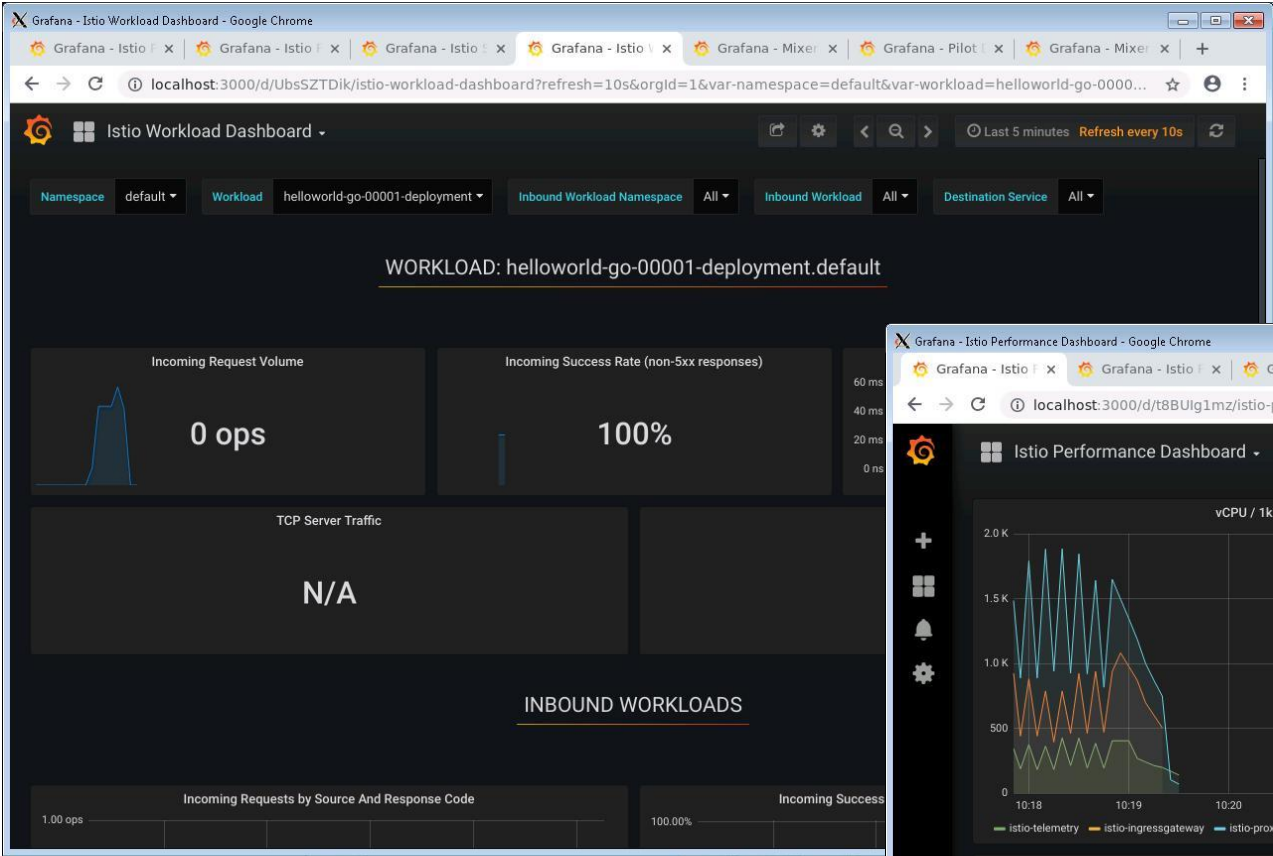 Grafana - Istio Workload Dashboard - Google Chrome
Grafana - Istio Grafana - Istio Grafana - Istio Grafana - Istio Grafana - Mixer Grafana - Pilot Grafana - Mixer
localhost:3000/d/UbsSZTDik/istio-workload-dashboard?refresh=10s&orgId=1&var-namespace=default&var-workload=helloworld-go-0000...
Istio Workload Dashboard
Last 5 minutes Refresh every 10s
Namespace default Workload helloworld-go-00001-deployment Inbound Workload Namespace All Inbound Workload All Destination Service All
WORKLOAD: helloworld-go-00001-deployment.default
Incoming Request Volume
0 ops
Incoming Success Rate (non-5xx responses)
100%
60 ms
40 ms
20 ms
0 ns
TCP Server Traffic
N/A
INBOUND WORKLOADS
Incoming Requests by Source And Response Code
1.00 ops
Incoming Success
100.00%
Grafana - Istio Performance Dashboard - Google Chrome
Grafana - Istio Grafana - Istio
localhost:3000/d/t8BUIg1mz/istio-p
Istio Performance Dashboard
vCPU / 1k
2.0 K
1.5 K
1.0 K
500
0
10:18 10:19 10:20
istio-telemetry istio-ingressgateway istio-prox